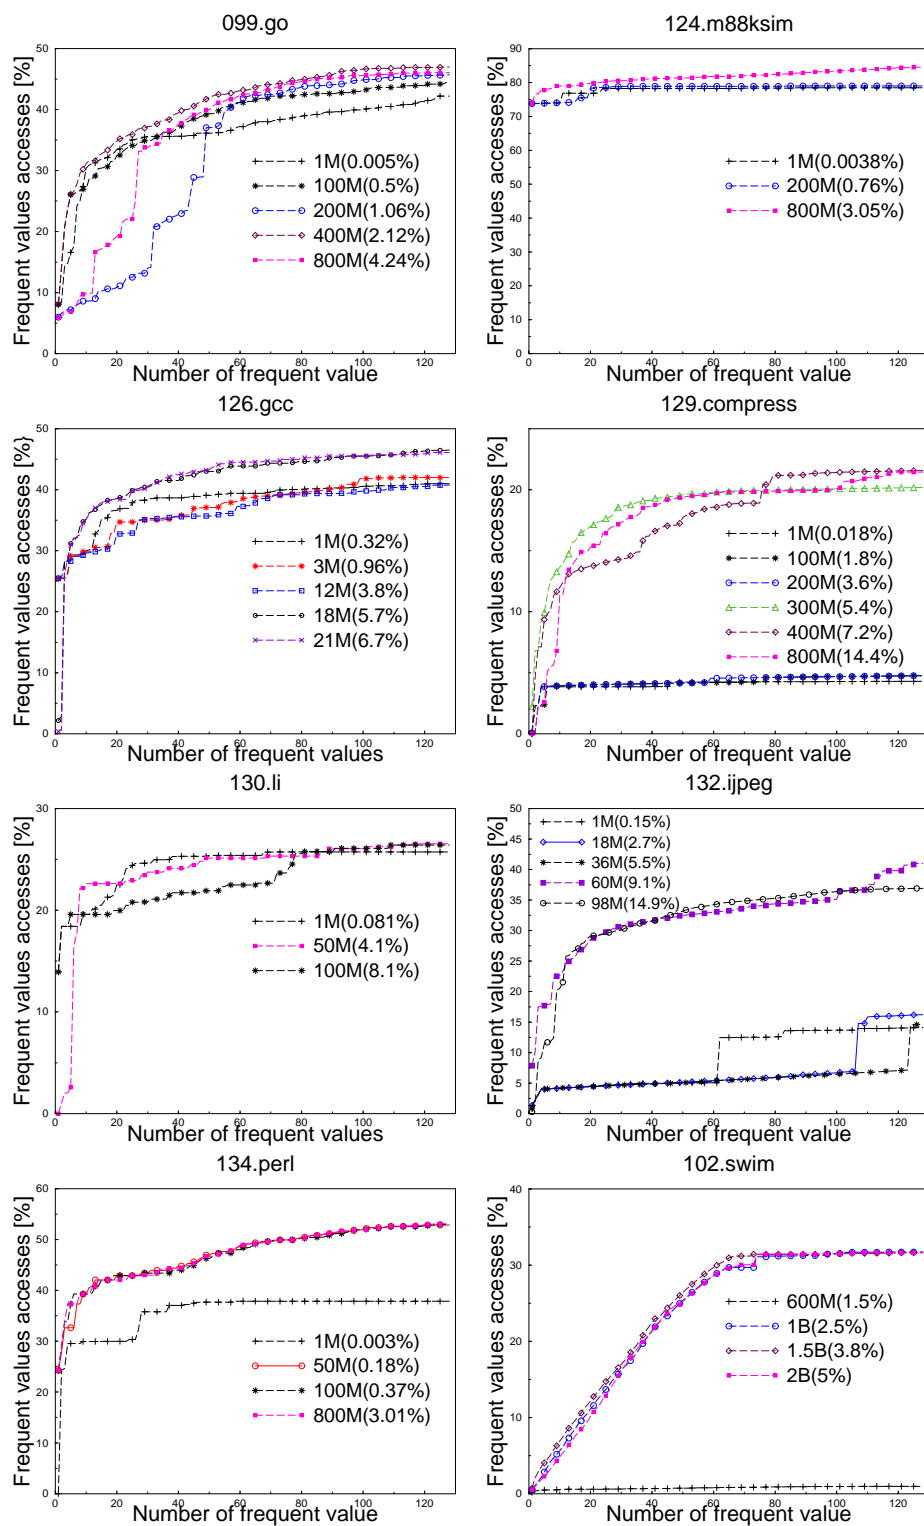 099.go
Frequent values accesses [%]
50
40
30
20
10
0
1M(0.005%)
100M(0.5%)
200M(1.06%)
400M(2.12%)
800M(4.24%)
0 20 40 60 80 100 120
Number of frequent value
124.m88ksim
Frequent values accesses [%]
90
80
70
60
50
40
30
20
10
0
1M(0.0038%)
200M(0.76%)
800M(3.05%)
0 20 40 60 80 100 120
Number of frequent value
126.gcc
Frequent values accesses [%}
50
40
30
20
10
0
1M(0.32%)
3M(0.96%)
12M(3.8%)
18M(5.7%)
21M(6.7%)
0 20 40 60 80 100 120
Number of frequent values
129.compress
Frequent values accesses [%]
20
10
0
1M(0.018%)
100M(1.8%)
200M(3.6%)
300M(5.4%)
400M(7.2%)
800M(14.4%)
0 20 40 60 80 100 120
Number of frequent values
130.li
Frequent values accesses [%]
30
20
10
0
1M(0.081%)
50M(4.1%)
100M(8.1%)
0 20 40 60 80 100 120
Number of frequent values
132.ijpeg
Frequent values accesses [%]
50
45
40
35
30
25
20
15
10
5
0
1M(0.15%)
18M(2.7%)
36M(5.5%)
60M(9.1%)
98M(14.9%)
0 20 40 60 80 100 120
Number of frequent value
134.perl
Frequent values accesses [%]
60
50
40
30
20
10
0
1M(0.003%)
50M(0.18%)
100M(0.37%)
800M(3.01%)
0 20 40 60 80 100 120
Number of frequent value
102.swim
Frequent values accesses [%]
40
30
20
10
0
600M(1.5%)
1B(2.5%)
1.5B(3.8%)
2B(5%)
0 20 40 60 80 100 120
Number of frequent value